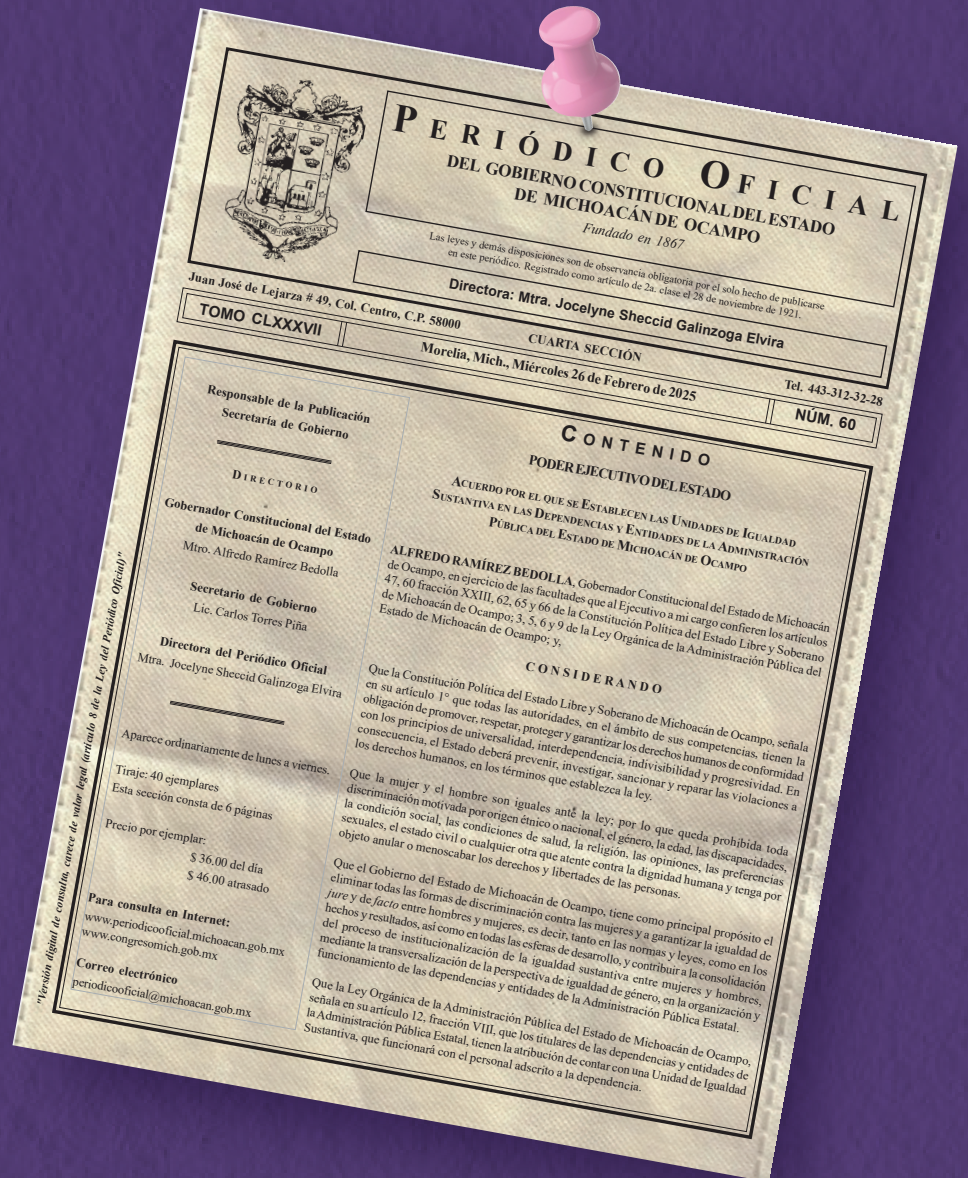 PERIÓDICO OFICIAL
DEL GOBIERNO CONSTITUCIONAL DEL ESTADO
DE MICHOACÁN DE OCAMPO
Fundado en 1867
Las leyes y demás disposiciones son de observancia obligatoria por el solo hecho de publicarse
en este periódico. Registrado como artículo de 2a. clase el 28 de noviembre de 1921.
Directora: Mtra. Jocelyne Sheccid Galinzoga Elvira
Juan José de Lejarza # 49, Col. Centro, C.P. 58000
CUARTA SECCIÓN
Tel. 443-312-32-28
TOMO CLXXXVII
Morelia, Mich., Miércoles 26 de Febrero de 2025
NÚM. 60
Responsable de la Publicación
Secretaría de Gobierno
DIRECTORIO
Gobernador Constitucional del Estado
de Michoacán de Ocampo
Mtro. Alfredo Ramírez Bedolla
Secretario de Gobierno
Lic. Carlos Torres Piña
Directora del Periódico Oficial
Mtra. Jocelyne Sheccid Galinzoga Elvira
Aparece ordinariamente de lunes a viernes.
Tiraje: 40 ejemplares
Esta sección consta de 6 páginas
Precio por ejemplar:
$ 36.00 del día
$ 46.00 atrasado
Para consulta en Internet:
www.periodicooficial.michoacan.gob.mx
www.congresomich.gob.mx
Correo electrónico
periodicooficial@michoacan.gob.mx
CONTENIDO
PODER EJECUTIVO DEL ESTADO
ACUERDO POR EL QUE SE ESTABLECEN LAS UNIDADES DE IGUALDAD
SUSTANTIVA EN LAS DEPENDENCIAS Y ENTIDADES DE LA ADMINISTRACIÓN
PÚBLICA DEL ESTADO DE MICHOACÁN DE OCAMPO
ALFREDO RAMÍREZ BEDOLLA, Gobernador Constitucional del Estado de Michoacán
de Ocampo, en ejercicio de las facultades que al Ejecutivo a mi cargo confieren los artículos
47, 60 fracción XXIII, 62, 65 y 66 de la Constitución Política del Estado Libre y Soberano
de Michoacán de Ocampo; 3, 5, 6 y 9 de la Ley Orgánica de la Administración Pública del
Estado de Michoacán de Ocampo; y,
CONSIDERANDO
Que la Constitución Política del Estado Libre y Soberano de Michoacán de Ocampo, señala
en su artículo 1° que todas las autoridades, en el ámbito de sus competencias, tienen la
obligación de promover, respetar, proteger y garantizar los derechos humanos de conformidad
con los principios de universalidad, interdependencia, indivisibilidad y progresividad. En
consecuencia, el Estado deberá prevenir, investigar, sancionar y reparar las violaciones a
los derechos humanos, en los términos que establezca la ley.
Que la mujer y el hombre son iguales ante la ley; por lo que queda prohibida toda
discriminación motivada por origen étnico o nacional, el género, la edad, las discapacidades,
la condición social, las condiciones de salud, la religión, las opiniones, las preferencias
sexuales, el estado civil o cualquier otra que atente contra la dignidad humana y tenga por
objeto anular o menoscabar los derechos y libertades de las personas.
Que el Gobierno del Estado de Michoacán de Ocampo, tiene como principal propósito el
eliminar todas las formas de discriminación contra las mujeres y a garantizar la igualdad de
jure y de facto entre hombres y mujeres, es decir, tanto en las normas y leyes, como en los
hechos y resultados, así como en todas las esferas de desarrollo, y contribuir a la consolidación
del proceso de institucionalización de la igualdad sustantiva entre mujeres y hombres,
mediante la transversalización de la perspectiva de igualdad de género, en la organización y
funcionamiento de las dependencias y entidades de la Administración Pública Estatal.
Que la Ley Orgánica de la Administración Pública del Estado de Michoacán de Ocampo,
señala en su artículo 12, fracción VIII, que los titulares de las dependencias y entidades de
la Administración Pública Estatal, tienen la atribución de contar con una Unidad de Igualdad
Sustantiva, que funcionará con el personal adscrito a la dependencia.
"Versión digital de consulta, carece de valor legal (artículo 8 de la Ley del Periódico Oficial)"